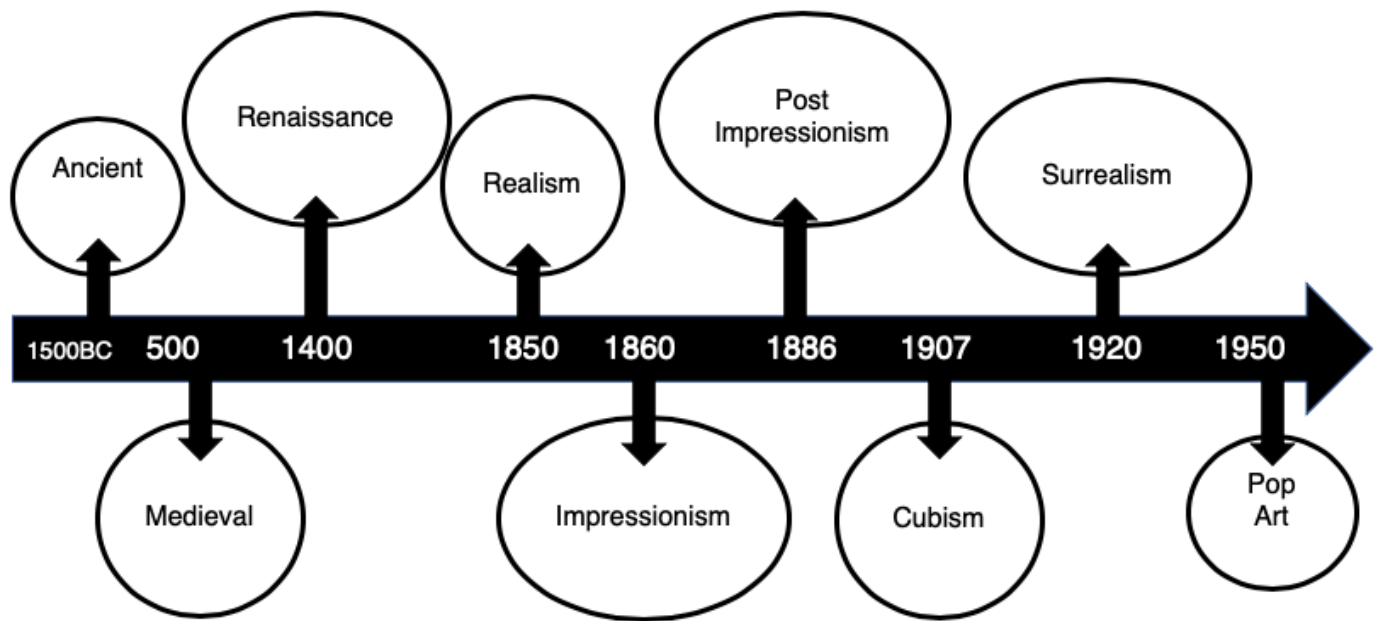 Ancient
Renaissance
Realism
Post
Impressionism
Surrealism
1500BC 500 1400 1850 1860 1886 1907 1920 1950
Medieval
Impressionism
Cubism
Pop
Art